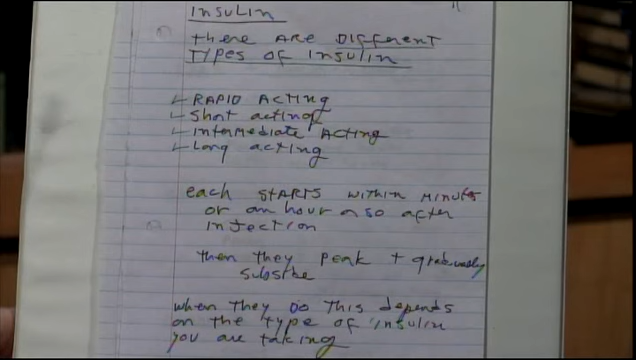 INSULIN
there ARE DIFFERENT
TYPES OF INSULIN
RAPID ACTING
Short acting
Intermediate ACTING
Long acting
each STARTS within MINUTES
or an hour or so after
INJECTION
then they peak + gradually
subside
when they DO this depends
on the type of insulin
you are taking